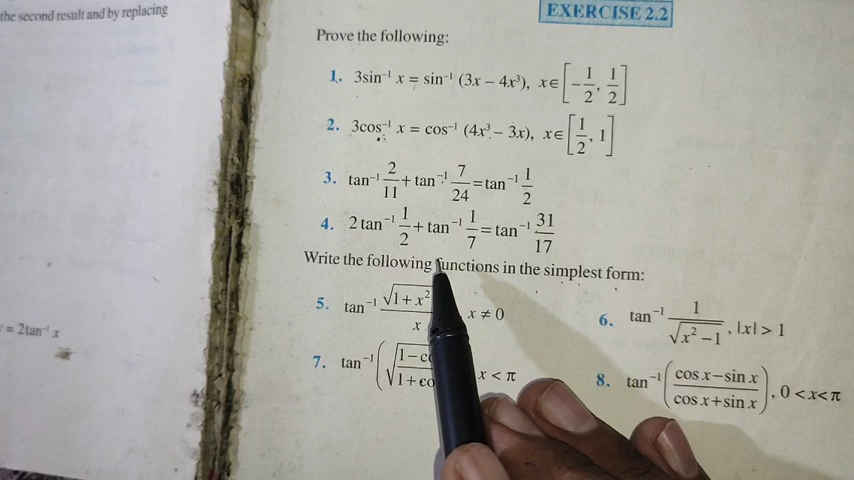 the second result and by replacing
EXERCISE 2.2
Prove the following:
1. 3sin⁻¹ x = sin⁻¹ (3x – 4x³), x∈[-1/2, 1/2]
2. 3cos⁻¹ x = cos⁻¹ (4x³ – 3x), x∈[1/2, 1]
3. tan⁻¹ 2/11 + tan⁻¹ 7/24 = tan⁻¹ 1/2
4. 2 tan⁻¹ 1/2 + tan⁻¹ 1/7 = tan⁻¹ 31/17
Write the following functions in the simplest form:
5. tan⁻¹ √1+x² x , x ≠ 0
6. tan⁻¹ 1/√(x²–1), |x| > 1
= 2tan⁻¹ x
7. tan⁻¹(√1– 1+ x < π
8. tan⁻¹((cos x–sin x)/(cos x+sin x)), 0 < x < π